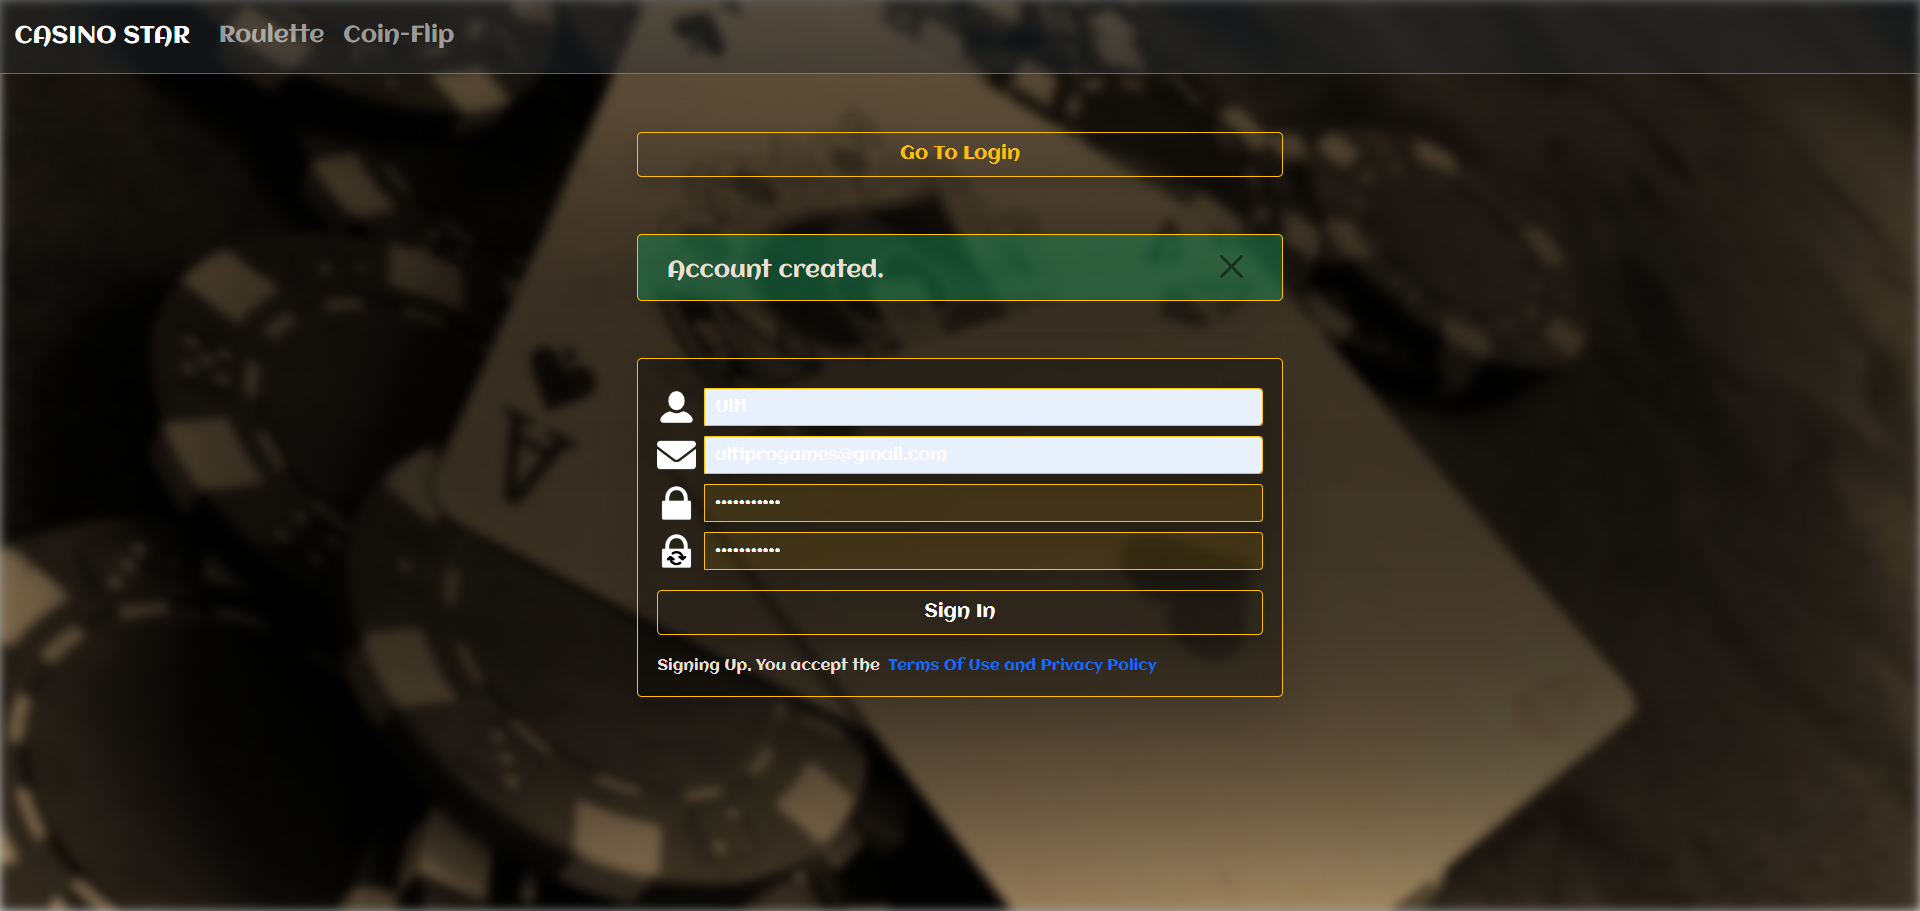 CASINO STAR Roulette Coin-Flip
Go To Login
Account created.
Ulti
ultiprogames@gmail.com
•••••••••••
•••••••••••
Sign In
Signing Up, You accept the Terms Of Use and Privacy Policy